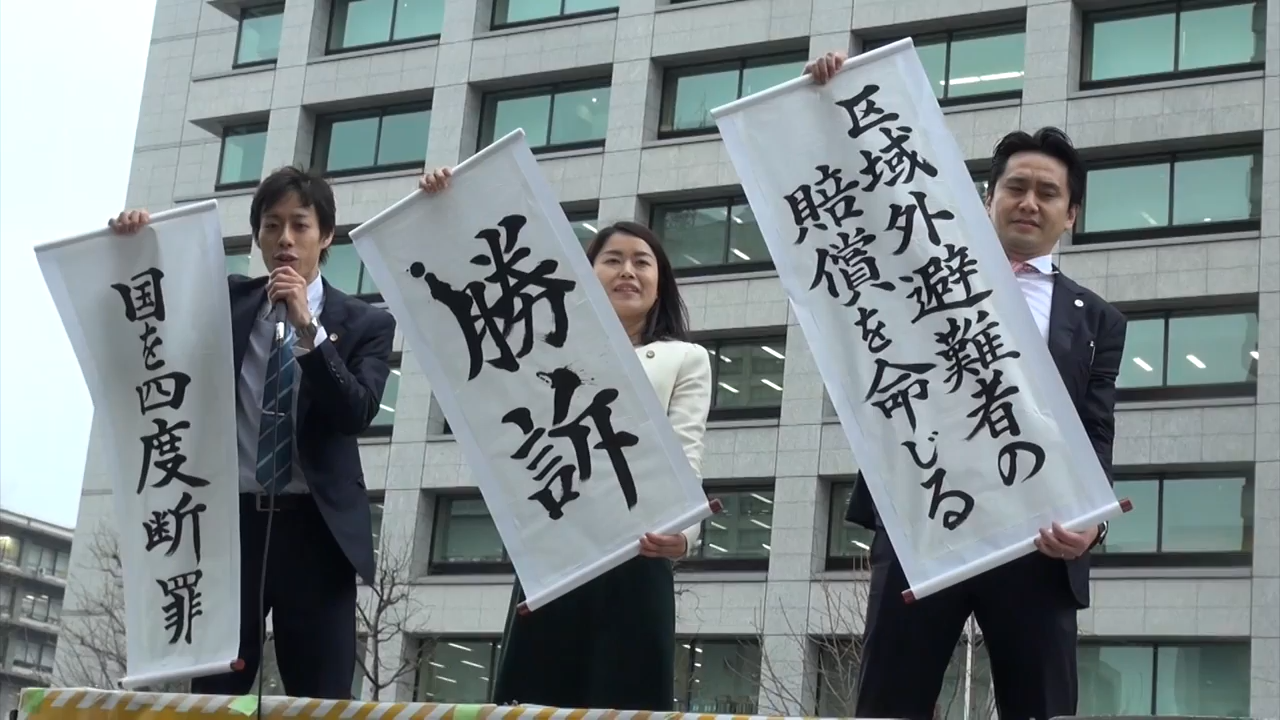 国を四度断罪
勝訴
区域外避難者の
賠償を命じる